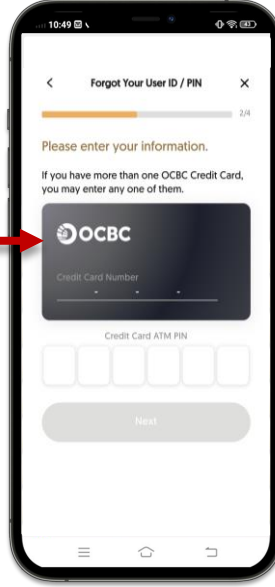 10:49
Forgot Your User ID / PIN
2/4
Please enter your information.
If you have more than one OCBC Credit Card,
you may enter any one of them.
OCBC
Credit Card Number
Credit Card ATM PIN
Next